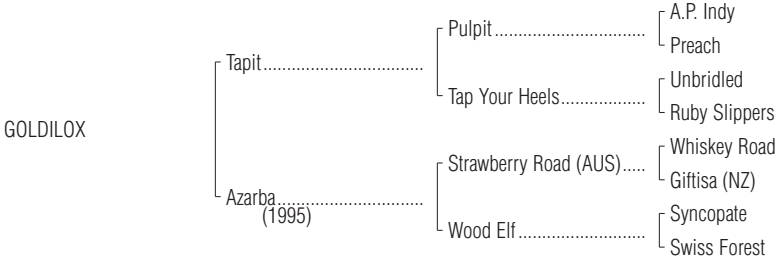 A.P. Indy
Pulpit..............................
Preach
Tapit................................
Unbridled
Tap Your Heels.................
Ruby Slippers
GOLDILOX
Whiskey Road
Strawberry Road (AUS).....
Giftisa (NZ)
Azarba.............................
(1995)
Syncopate
Wood Elf.........................
Swiss Forest